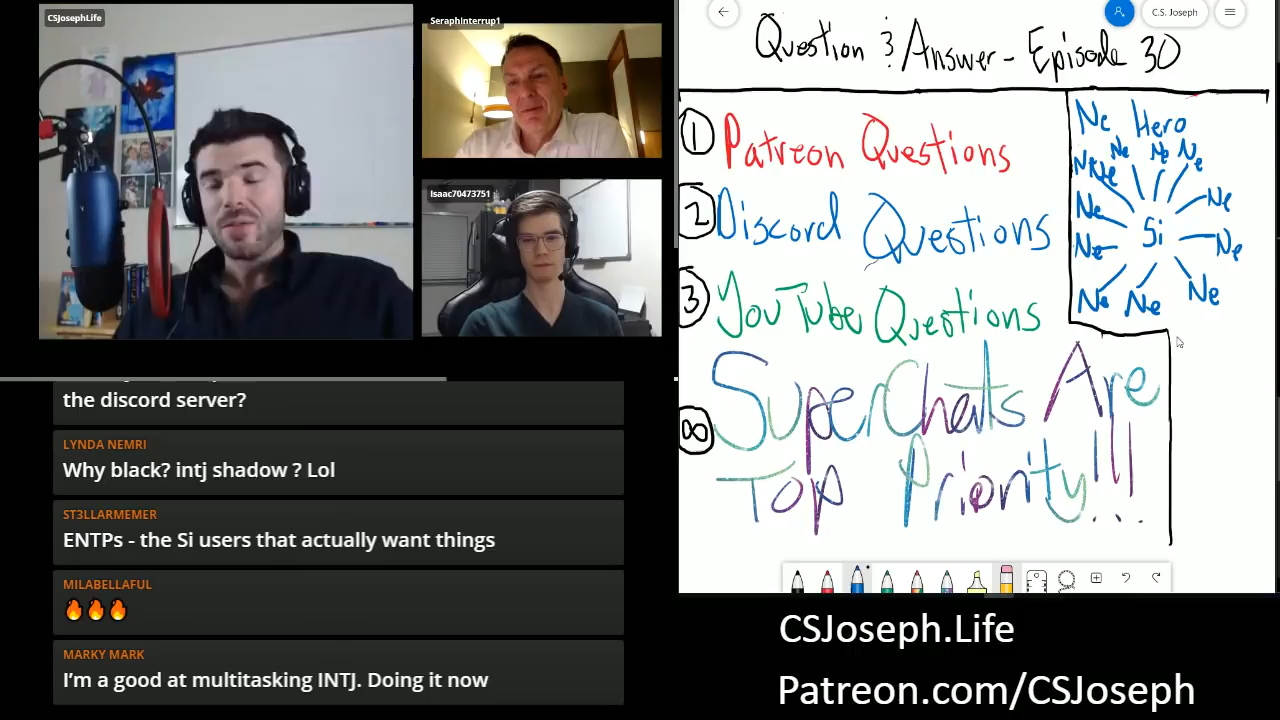 CSJosephLife
SeraphInterrup1
Isaac70473751
the discord server?
LYNDA NEMRI
Why black? intj shadow ? Lol
ST3LLARMEMER
ENTPs - the Si users that actually want things
MILABELLAFUL
🔥🔥🔥
MARKY MARK
I'm a good at multitasking INTJ. Doing it now
C.S. Joseph
Question & Answer - Episode 30
1 Patreon Questions
2 Discord Questions
3 YouTube Questions
∞ SuperChats Are
Top Priority!!!
Ne Hero
Ne Ne Ne
Ne Ne
Ne Ne
Si
Ne Ne
Ne Ne Ne
CSJoseph.Life
Patreon.com/CSJoseph